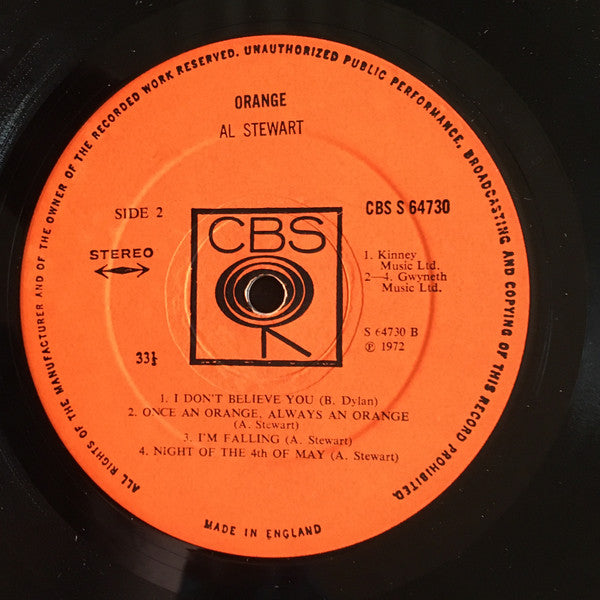 ALL RIGHTS OF THE MANUFACTURER AND OF THE OWNER OF THE RECORDED WORK RESERVED. UNAUTHORIZED PUBLIC PERFORMANCE, BROADCASTING AND COPYING OF THIS RECORD PROHIBITED.
ORANGE
AL STEWART
SIDE 2
CBS S 64730
CBS
STEREO
1. Kinney
Music Ltd.
2—4. Gwyneth
Music Ltd.
33⅓
S 64730 B
℗ 1972
1. I DON'T BELIEVE YOU (B. Dylan)
2. ONCE AN ORANGE, ALWAYS AN ORANGE
(A. Stewart)
3. I'M FALLING (A. Stewart)
4. NIGHT OF THE 4th OF MAY (A. Stewart)
MADE IN ENGLAND